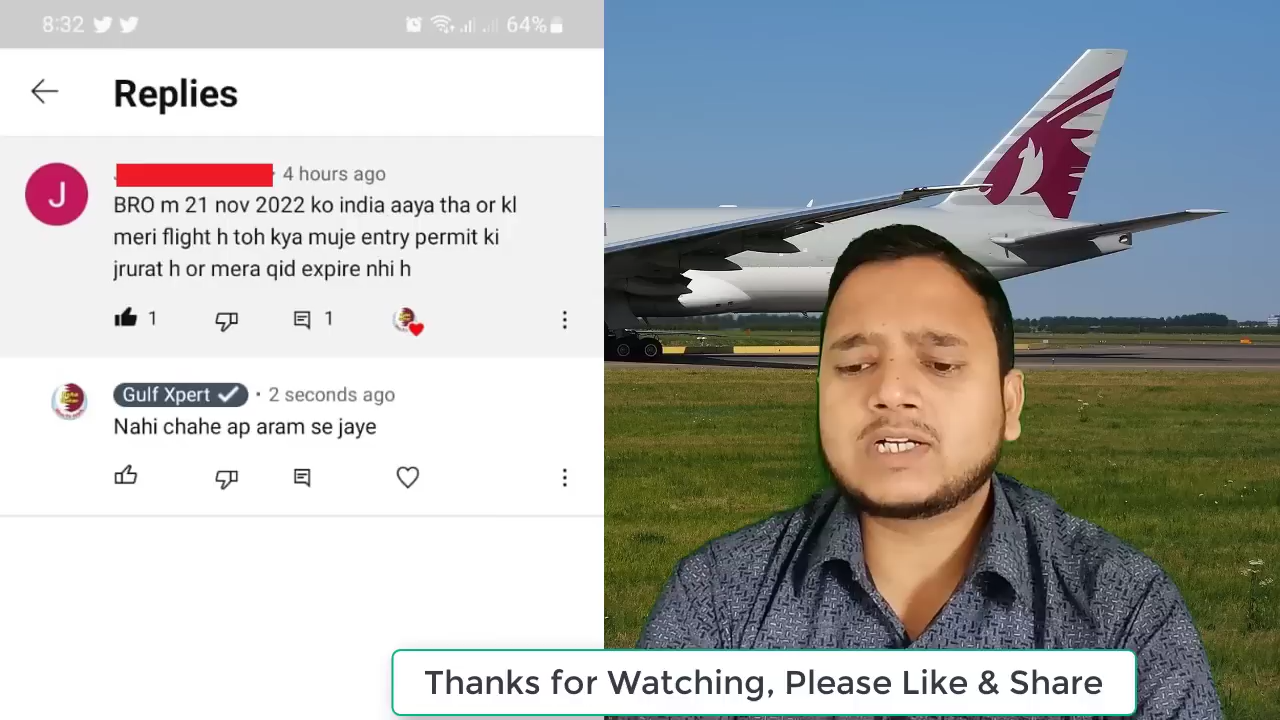 8:32
64%
Replies
4 hours ago
BRO m 21 nov 2022 ko india aaya tha or kl
meri flight h toh kya muje entry permit ki
jrurat h or mera qid expire nhi h
1
1
J
Gulf Xpert
2 seconds ago
Nahi chahe ap aram se jaye
Thanks for Watching, Please Like & Share